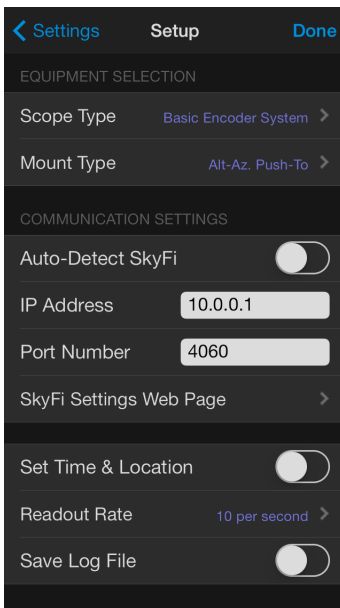 Settings Setup Done
EQUIPMENT SELECTION
Scope Type Basic Encoder System
Mount Type Alt-Az. Push-To
COMMUNICATION SETTINGS
Auto-Detect SkyFi
IP Address 10.0.0.1
Port Number 4060
SkyFi Settings Web Page
Set Time & Location
Readout Rate 10 per second
Save Log File